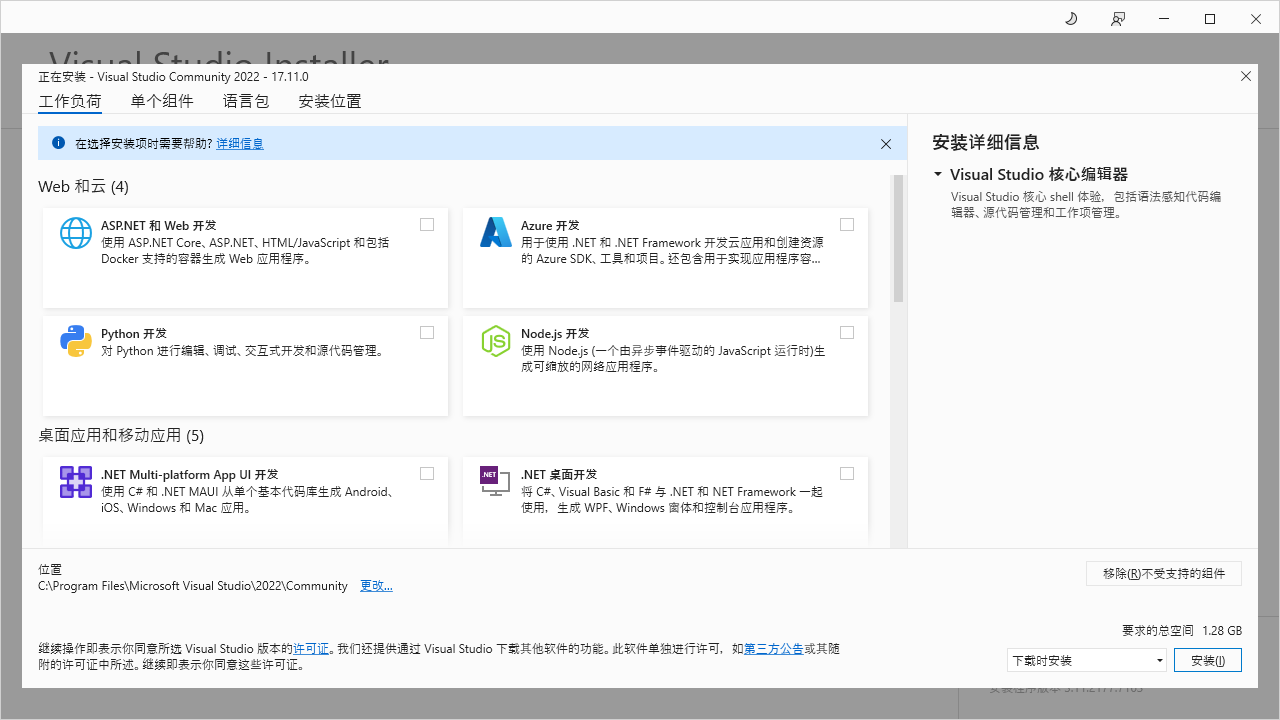 Visual Studio Installer
正在安装 - Visual Studio Community 2022 - 17.11.0
工作负荷 单个组件 语言包 安装位置
在选择安装项时需要帮助? 详细信息
Web 和云 (4)
ASP.NET 和 Web 开发
使用 ASP.NET Core、ASP.NET、HTML/JavaScript 和包括
Docker 支持的容器生成 Web 应用程序。
Azure 开发
用于使用 .NET 和 .NET Framework 开发云应用和创建资源
的 Azure SDK、工具和项目。还包含用于实现应用程序容...
Python 开发
对 Python 进行编辑、调试、交互式开发和源代码管理。
Node.js 开发
使用 Node.js (一个由异步事件驱动的 JavaScript 运行时)生
成可缩放的网络应用程序。
桌面应用和移动应用 (5)
.NET Multi-platform App UI 开发
使用 C# 和 .NET MAUI 从单个基本代码库生成 Android、
iOS、Windows 和 Mac 应用。
.NET
.NET 桌面开发
将 C#、Visual Basic 和 F# 与 .NET 和 NET Framework 一起
使用，生成 WPF、Windows 窗体和控制台应用程序。
安装详细信息
Visual Studio 核心编辑器
Visual Studio 核心 shell 体验，包括语法感知代码编
辑器、源代码管理和工作项管理。
位置
C:\Program Files\Microsoft Visual Studio\2022\Community 更改...
移除(R)不受支持的组件
要求的总空间 1.28 GB
继续操作即表示你同意所选 Visual Studio 版本的许可证。我们还提供通过 Visual Studio 下载其他软件的功能。此软件单独进行许可，如第三方公告或其随
附的许可证中所述。继续即表示你同意这些许可证。
下载时安装
安装(I)